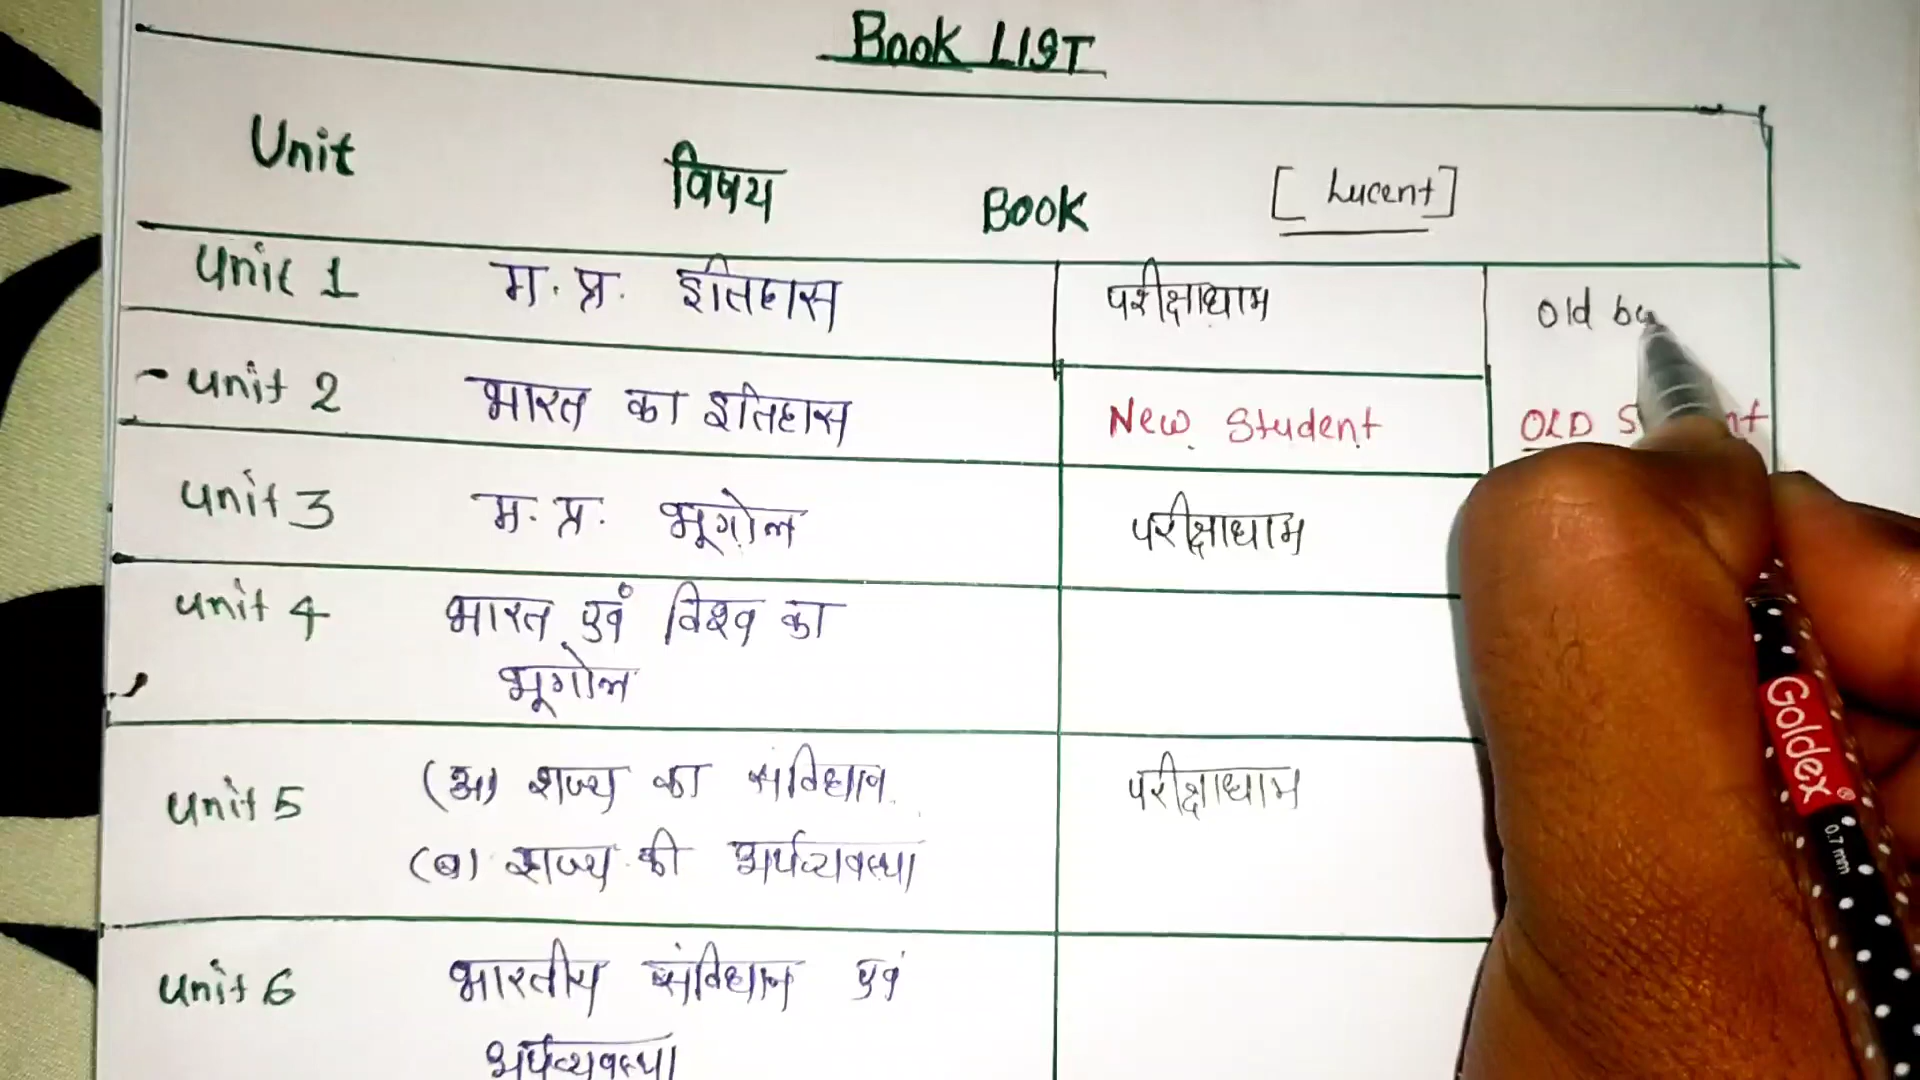 Book LIST
Unit विषय Book [Lucent]
Unit 1 म. प्र. इतिहास परीक्षाधाम Old
- unit 2 भारत का इतिहास New Student OLD
unit 3 म. प्र. भूगोल परीक्षाधाम
unit 4 भारत एवं विश्व का
भूगोल
unit 5 (अ) राज्य का संविधान परीक्षाधाम
(ब) राज्य की अर्थव्यवस्था
unit 6 भारतीय संविधान एवं
अर्थव्यवस्था
Goldex®
0.7 mm